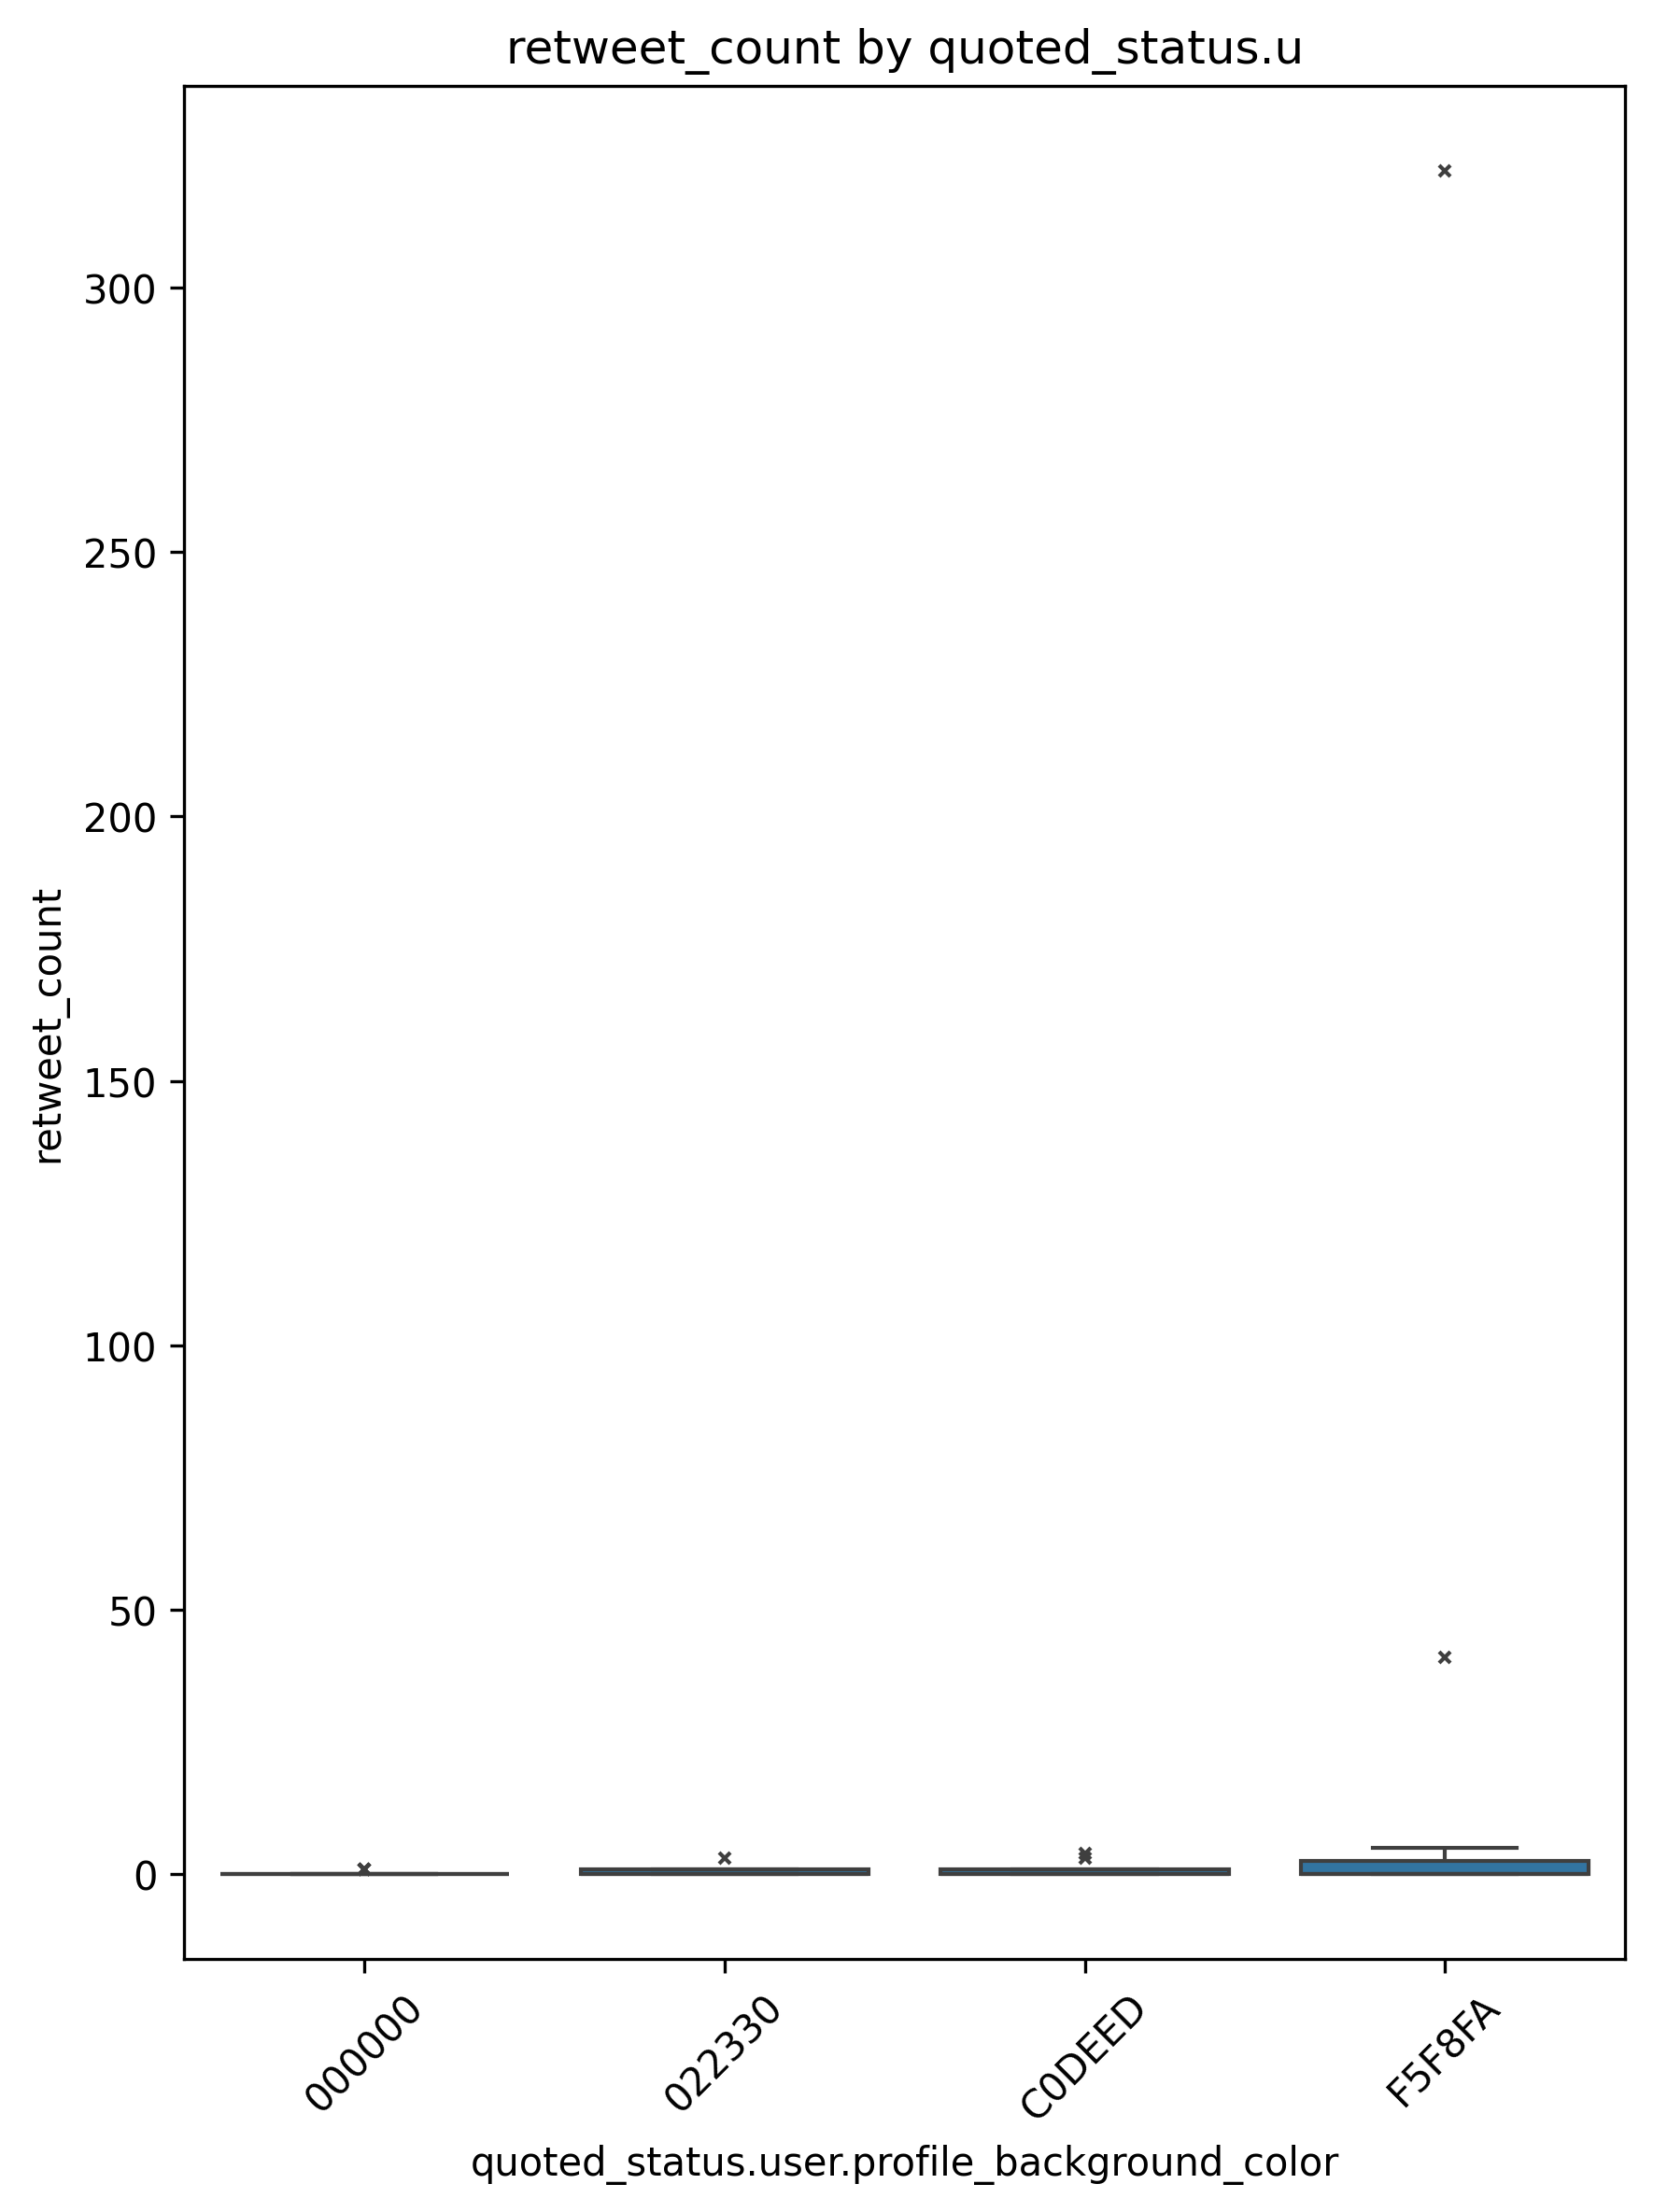 retweet_count by quoted_status.u
retweet_count
300
250
200
150
100
50
0
000000
022330
C0DEED
F5F8FA
quoted_status.user.profile_background_color